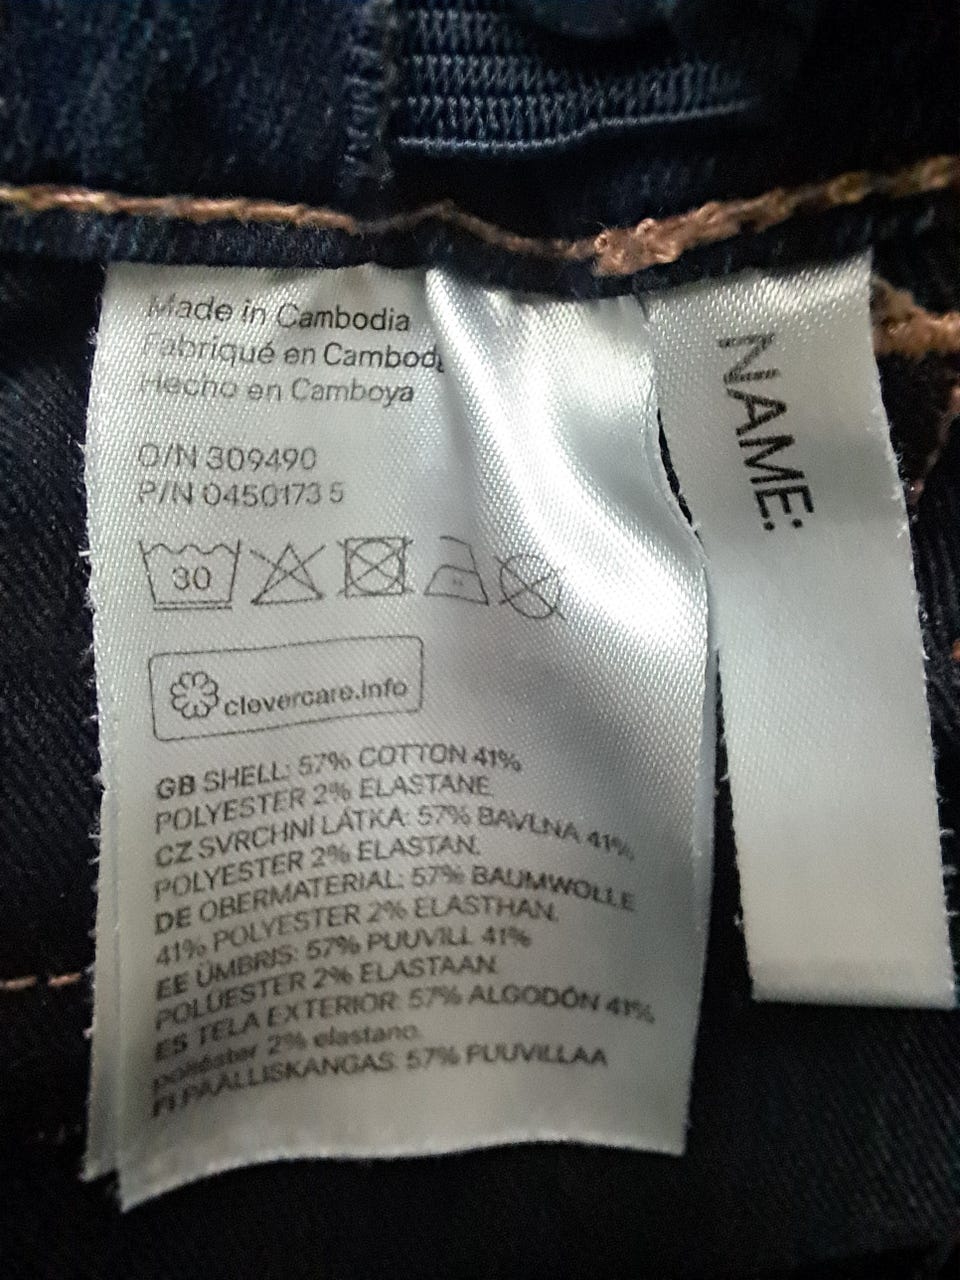 Made in Cambodia
Fabriqué en Cambod
Hecho en Camboya
O/N 309490
P/N 0450173 5
30
clevercare.info
GB SHELL: 57% COTTON 41%
POLYESTER 2% ELASTANE.
CZ SVRCHNÍ LÁTKA: 57% BAVLNA 41%
POLYESTER 2% ELASTAN.
DE OBERMATERIAL: 57% BAUMWOLLE
41% POLYESTER 2% ELASTHAN.
EE ÜMBRIS: 57% PUUVILL 41%
POLÜESTER 2% ELASTAAN.
ES TELA EXTERIOR: 57% ALGODÓN 41%
poliéster 2% elastano.
FI PÄÄLLISKANGAS: 57% PUUVILLAA
NAME: